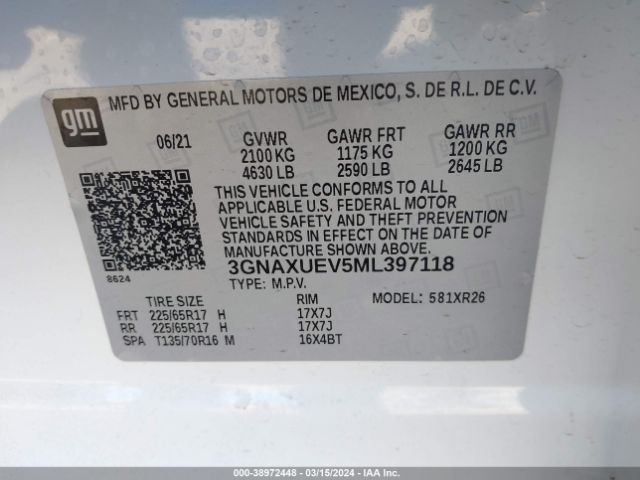 gm
MFD BY GENERAL MOTORS DE MEXICO, S. DE R.L. DE C.V.
06/21 GVWR GAWR FRT GAWR RR
2100 KG 1175 KG 1200 KG
4630 LB 2590 LB 2645 LB
THIS VEHICLE CONFORMS TO ALL
APPLICABLE U.S. FEDERAL MOTOR
VEHICLE SAFETY AND THEFT PREVENTION
STANDARDS IN EFFECT ON THE DATE OF
MANUFACTURE SHOWN ABOVE.
8624
3GNAXUEV5ML397118
TYPE: M.P.V.
TIRE SIZE RIM MODEL: 581XR26
FRT 225/65R17 H 17X7J
RR 225/65R17 H 17X7J
SPA T135/70R16 M 16X4BT
000-38972448 - 03/15/2024 - IAA, Inc.